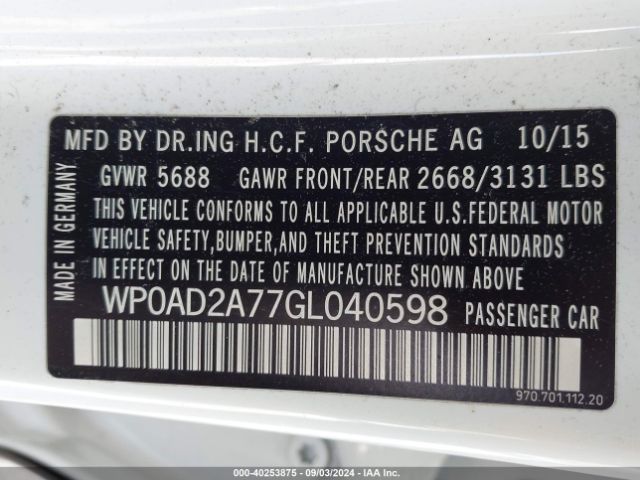 MFD BY DR.ING H.C.F. PORSCHE AG 10/15
GVWR 5688 GAWR FRONT/REAR 2668/3131 LBS
THIS VEHICLE CONFORMS TO ALL APPLICABLE U.S.FEDERAL MOTOR
VEHICLE SAFETY,BUMPER,AND THEFT PREVENTION STANDARDS
IN EFFECT ON THE DATE OF MANUFACTURE SHOWN ABOVE
WP0AD2A77GL040598 PASSENGER CAR
MADE IN GERMANY
970.701.112.20
000-40253875 - 09/03/2024 - IAA Inc.